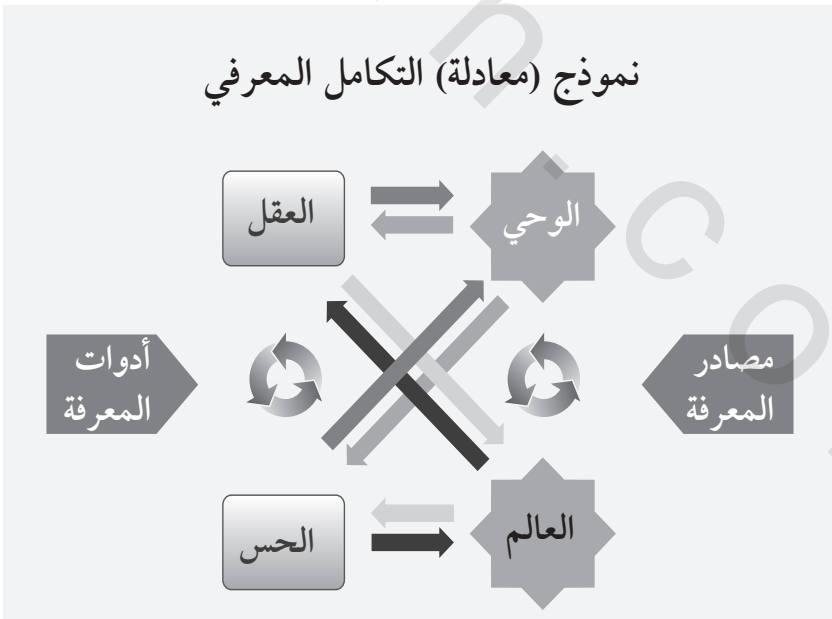 نموذج (معادلة) التكامل المعرفي
الوحي
العقل
مصادر
المعرفة
أدوات
المعرفة
العالم
الحس